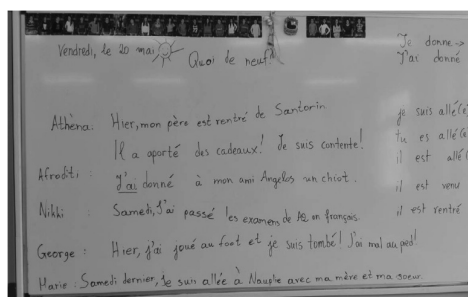 Vendredi, le 20 mai
Quoi de neuf?
Je donne →
J'ai donné
Athèna: Hier, mon père est rentré de Santorin
Il a aporté des cadeaux! Je suis contente!
Afroditi: J'ai donné à mon ami Angelos un chiot.
Nikki: Samedi, j'ai passé les examens de A2 en français.
George: Hier, j'ai joué au foot et je suis tombé! J'ai mal au pied!
Marie: Samedi dernier, je suis allée à Nauplie avec ma mère et ma soeur.
je suis allé(e)
tu es allé(e)
il est allé
il est venu
il est rentré